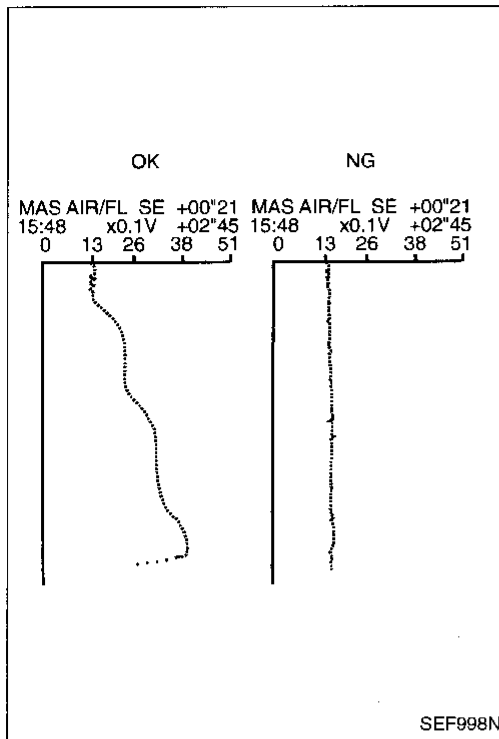 OK
MAS AIR/FL SE +00"21
15:48 x0.1V +02"45
0 13 26 38 51
NG
MAS AIR/FL SE +00"21
15:48 x0.1V +02"45
0 13 26 38 51
SEF998N